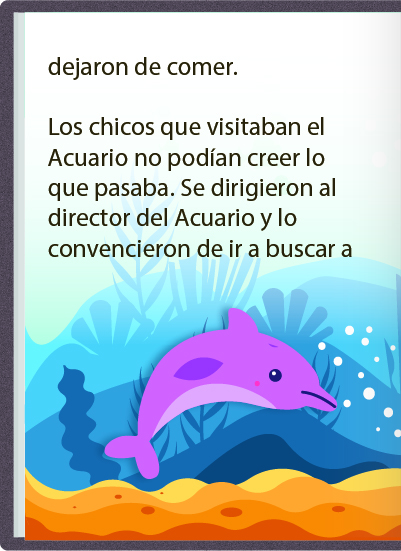 dejaron de comer.
Los chicos que visitaban el
Acuario no podían creer lo
que pasaba. Se dirigieron al
director del Acuario y lo
convencieron de ir a buscar a